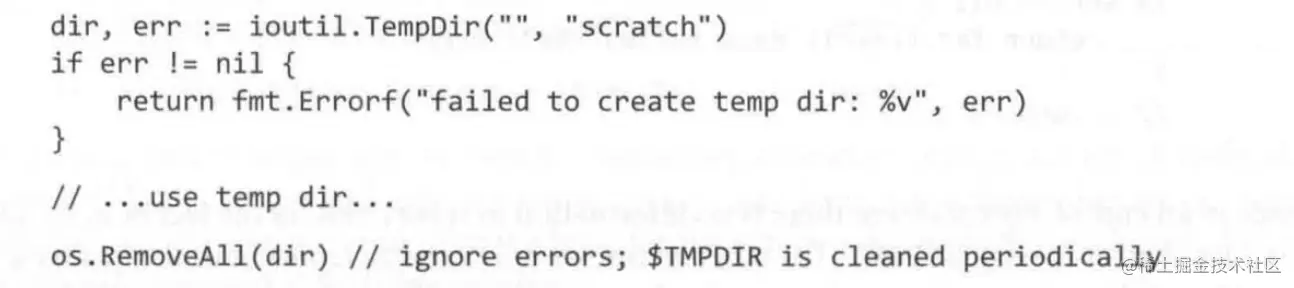 dir, err := ioutil.TempDir("", "scratch")
if err != nil {
    return fmt.Errorf("failed to create temp dir: %v", err)
}
// ...use temp dir...
os.RemoveAll(dir) // ignore errors; $TMPDIR is cleaned periodically
@稀土掘金技术社区